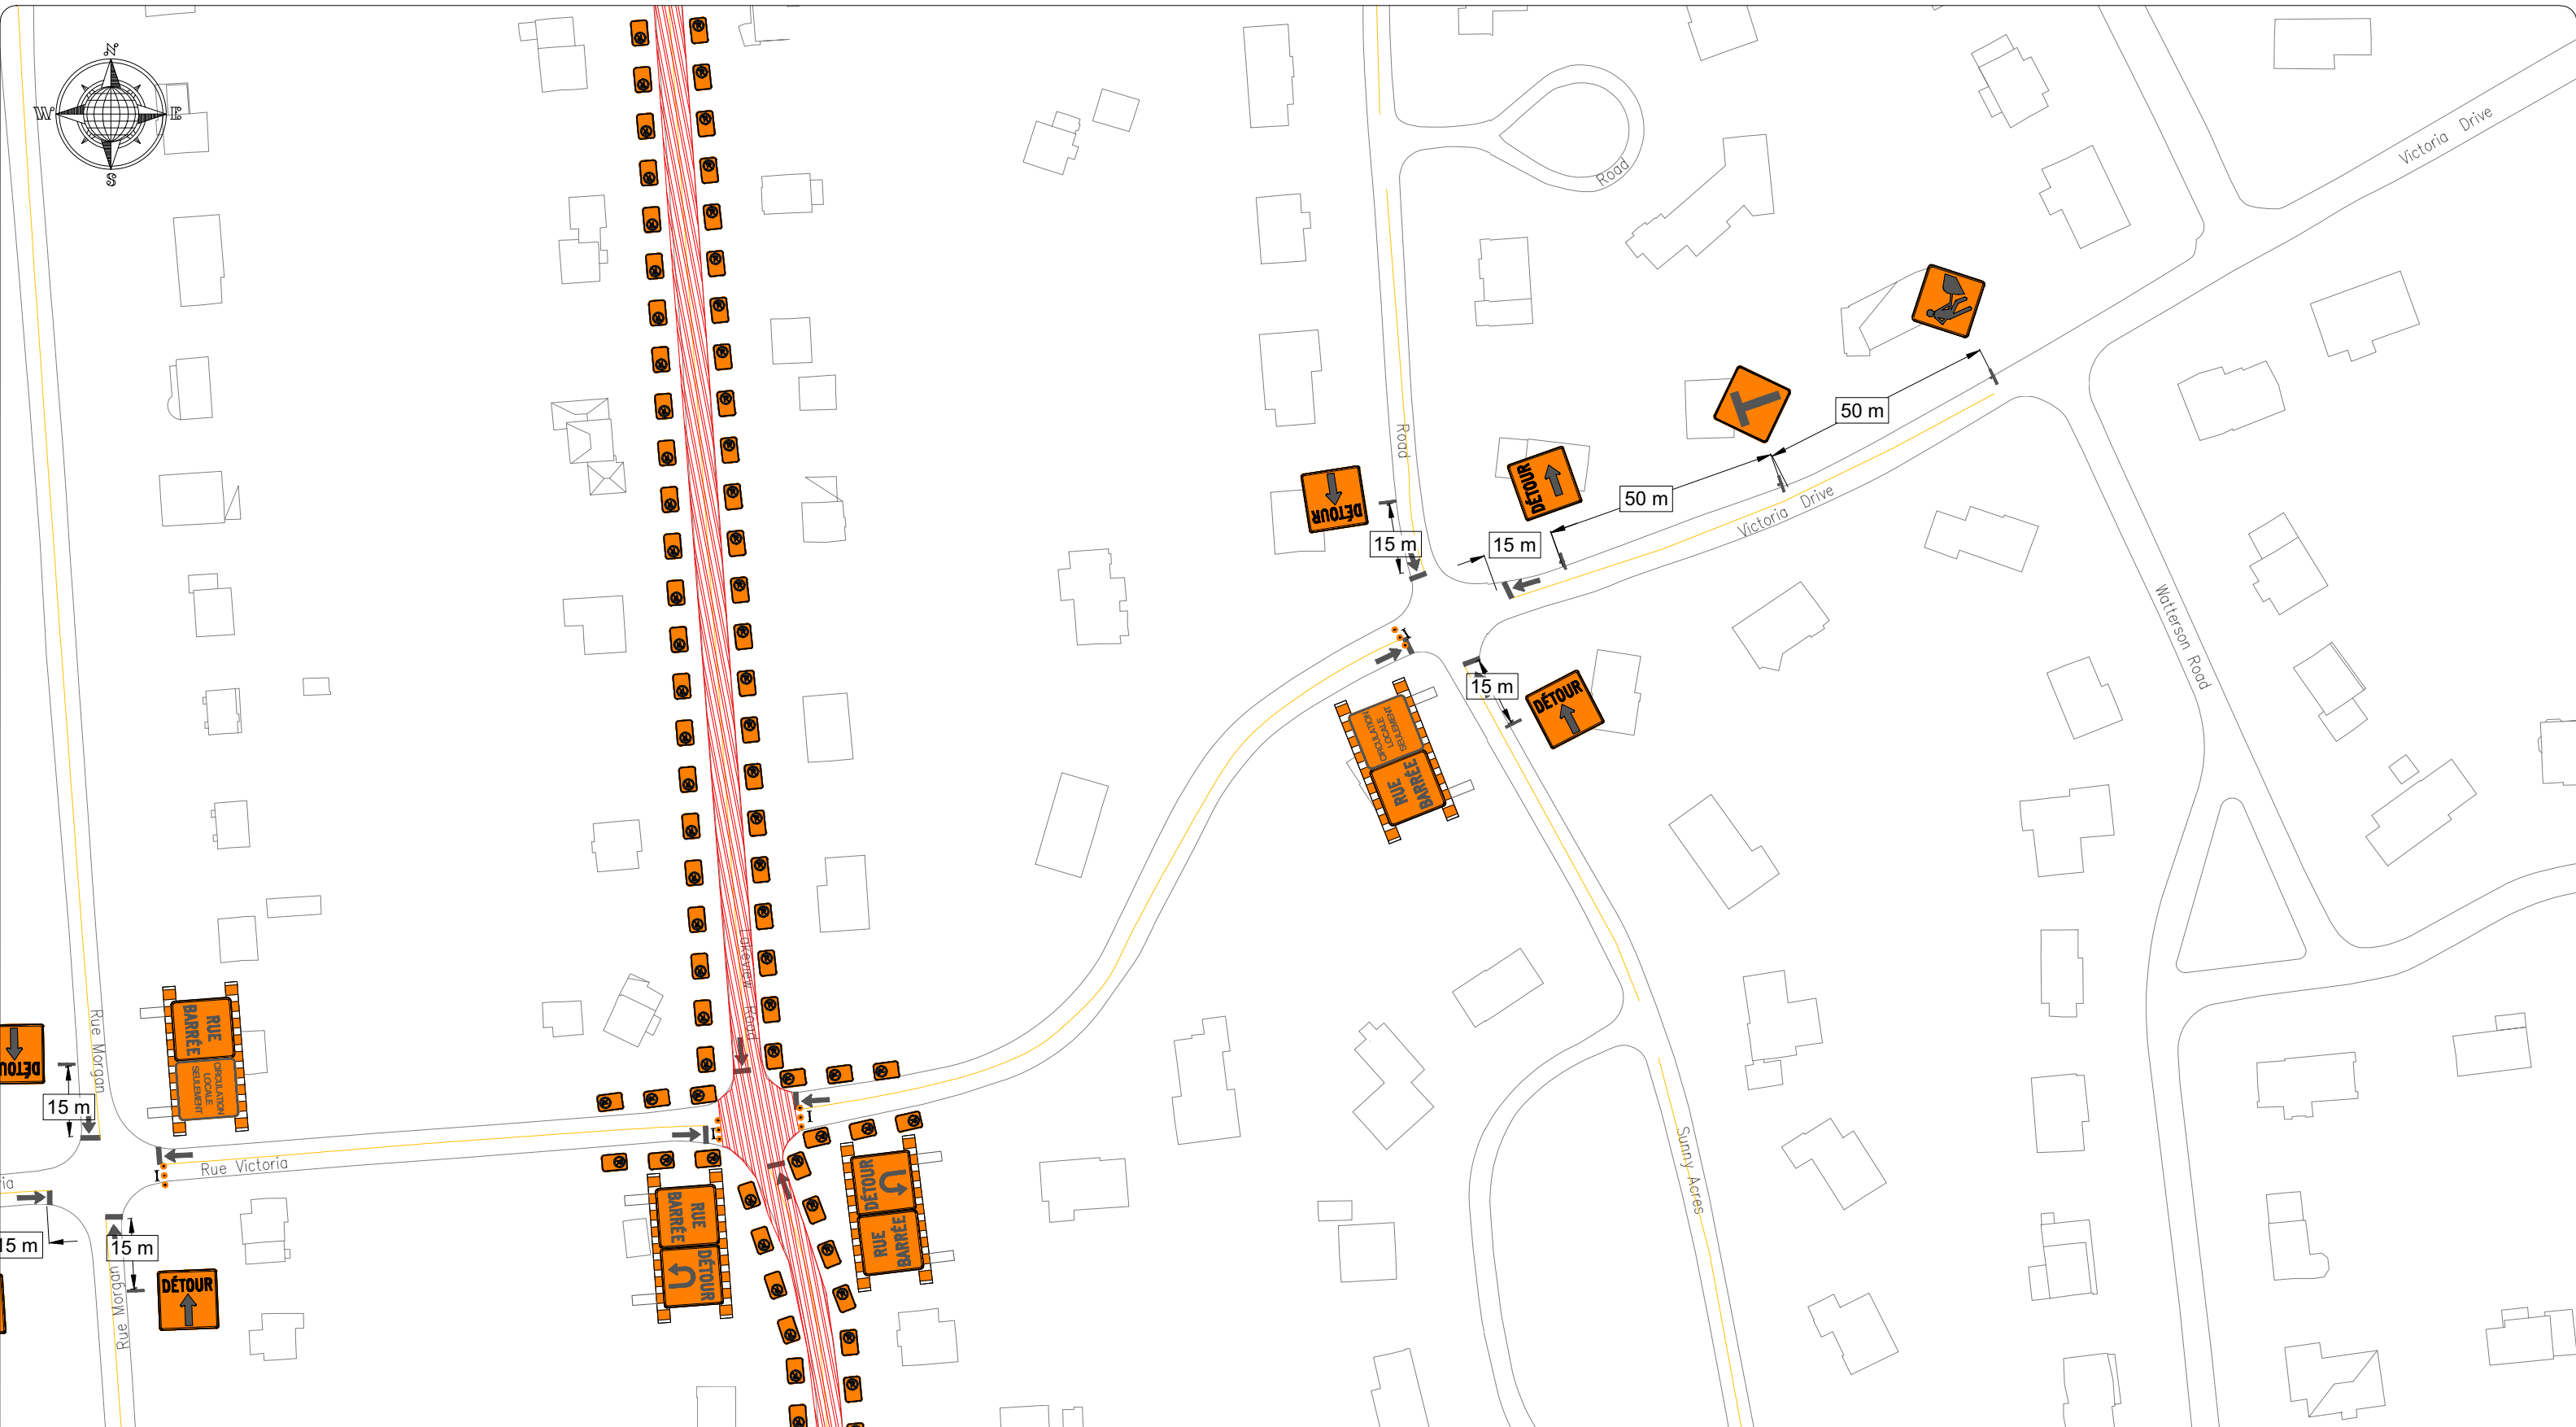 N
W
E
S
Road
Victoria Drive
50 m
DÉTOUR
50 m
Road
DÉTOUR
15 m
15 m
Victoria Drive
Watterson Road
15 m
DÉTOUR
CIRCULATION
LOCALE
SEULEMENT
RUE
BARRÉE
Lakeview Road
Rue Morgan
RUE
BARRÉE
CIRCULATION
LOCALE
SEULEMENT
DÉTOUR
15 m
Rue Victoria
ria
15 m
15 m
Rue Morgan
DÉTOUR
RUE
BARRÉE
DÉTOUR
DÉTOUR
RUE
BARRÉE
Sunny Acres